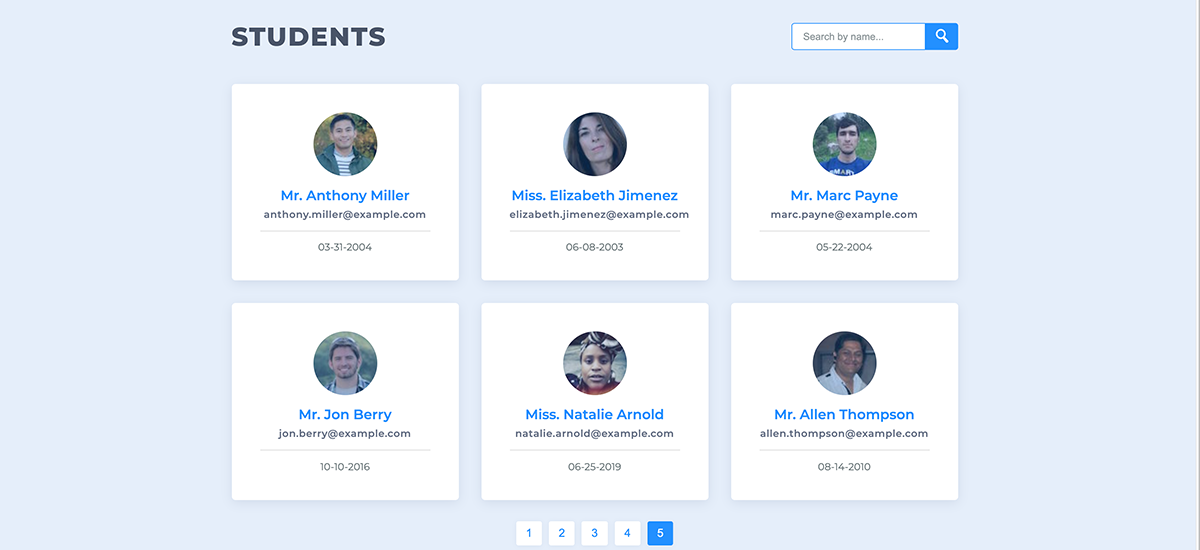 STUDENTS
Search by name...
Mr. Anthony Miller
anthony.miller@example.com
03-31-2004
Miss. Elizabeth Jimenez
elizabeth.jimenez@example.com
06-08-2003
Mr. Marc Payne
marc.payne@example.com
05-22-2004
Mr. Jon Berry
jon.berry@example.com
10-10-2016
Miss. Natalie Arnold
natalie.arnold@example.com
06-25-2019
Mr. Allen Thompson
allen.thompson@example.com
08-14-2010
1 2 3 4 5